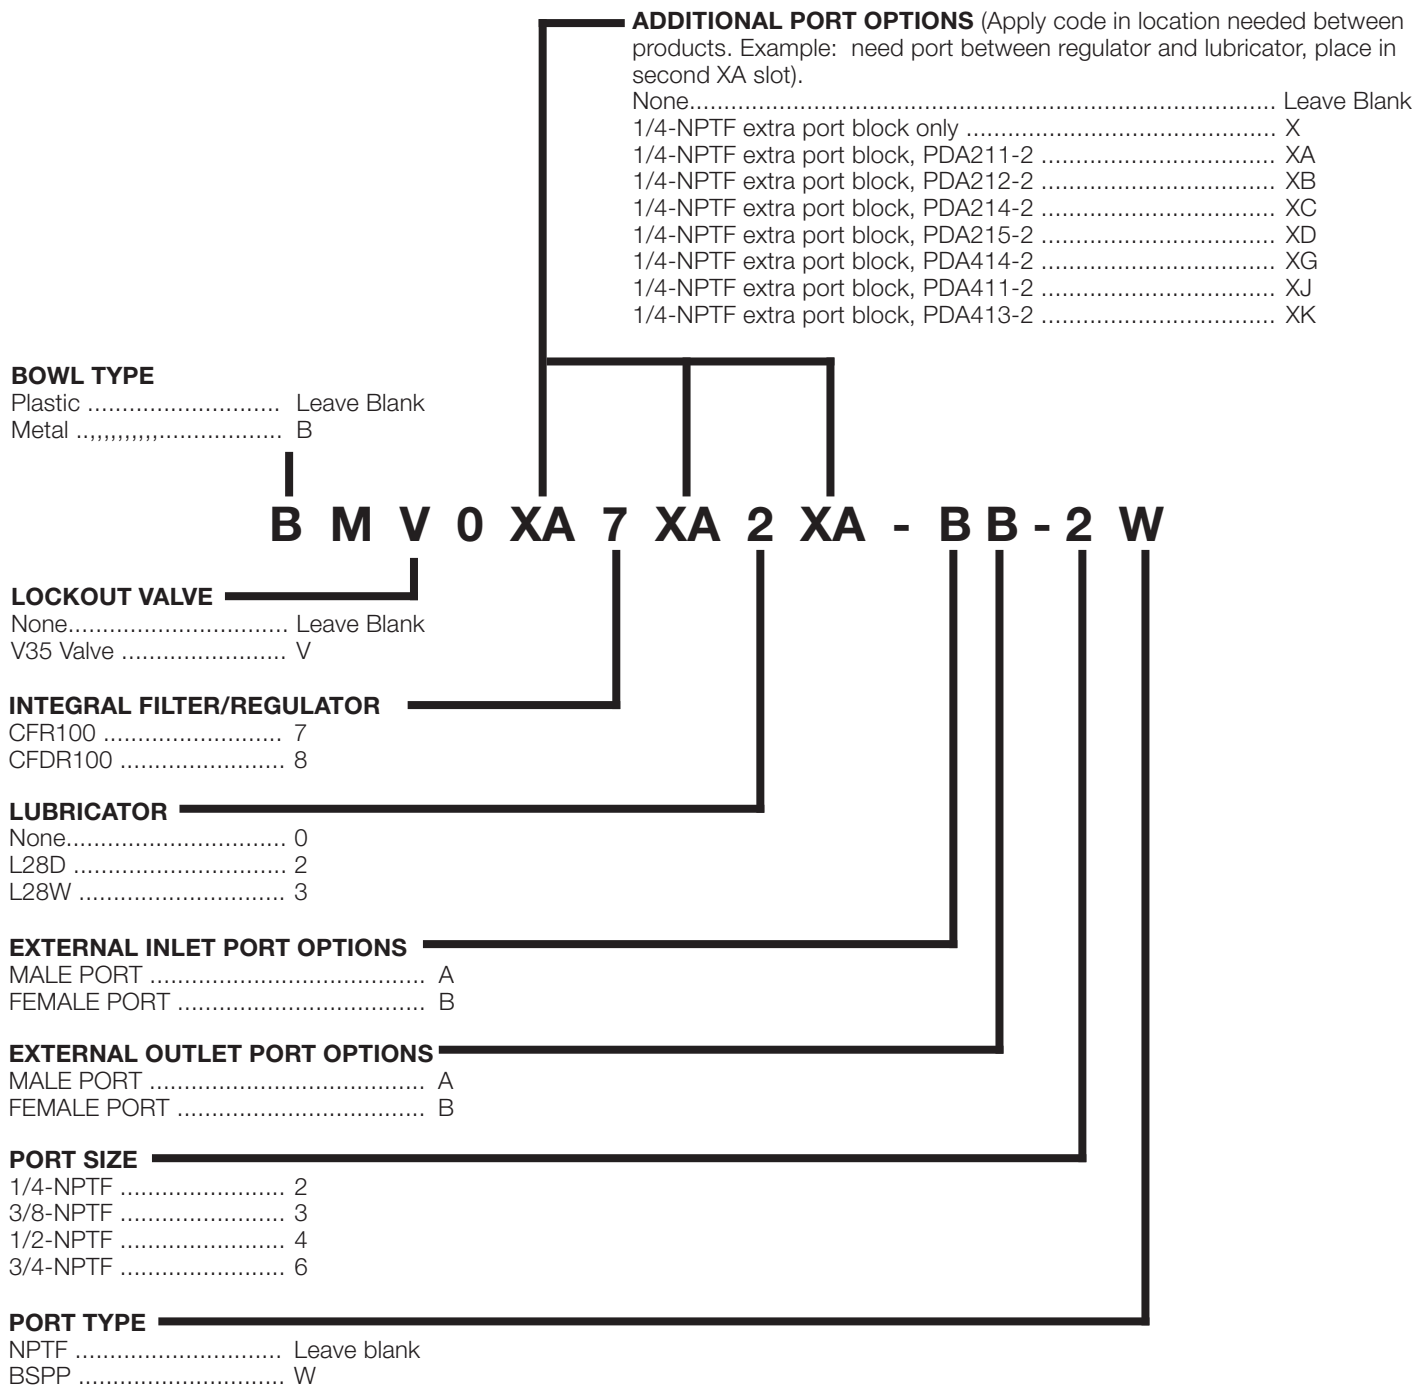 ADDITIONAL PORT OPTIONS (Apply code in location needed between
products. Example: need port between regulator and lubricator, place in
second XA slot).
None..................................................................................... Leave Blank
1/4-NPTF extra port block only ............................................. X
1/4-NPTF extra port block, PDA211-2 .................................. XA
1/4-NPTF extra port block, PDA212-2 .................................. XB
1/4-NPTF extra port block, PDA214-2 .................................. XC
1/4-NPTF extra port block, PDA215-2 .................................. XD
1/4-NPTF extra port block, PDA414-2 .................................. XG
1/4-NPTF extra port block, PDA411-2 .................................. XJ
1/4-NPTF extra port block, PDA413-2 .................................. XK
BOWL TYPE
Plastic ............................ Leave Blank
Metal ..,,,,,,,,,,,.................. B
B M V 0 XA 7 XA 2 XA - B B - 2 W
LOCKOUT VALVE
None................................ Leave Blank
V35 Valve ........................ V
INTEGRAL FILTER/REGULATOR
CFR100 .......................... 7
CFDR100 ........................ 8
LUBRICATOR
None................................ 0
L28D ............................... 2
L28W .............................. 3
EXTERNAL INLET PORT OPTIONS
MALE PORT ........................................ A
FEMALE PORT .................................... B
EXTERNAL OUTLET PORT OPTIONS
MALE PORT ........................................ A
FEMALE PORT .................................... B
PORT SIZE
1/4-NPTF ........................ 2
3/8-NPTF ........................ 3
1/2-NPTF ........................ 4
3/4-NPTF ........................ 6
PORT TYPE
NPTF .............................. Leave blank
BSPP .............................. W